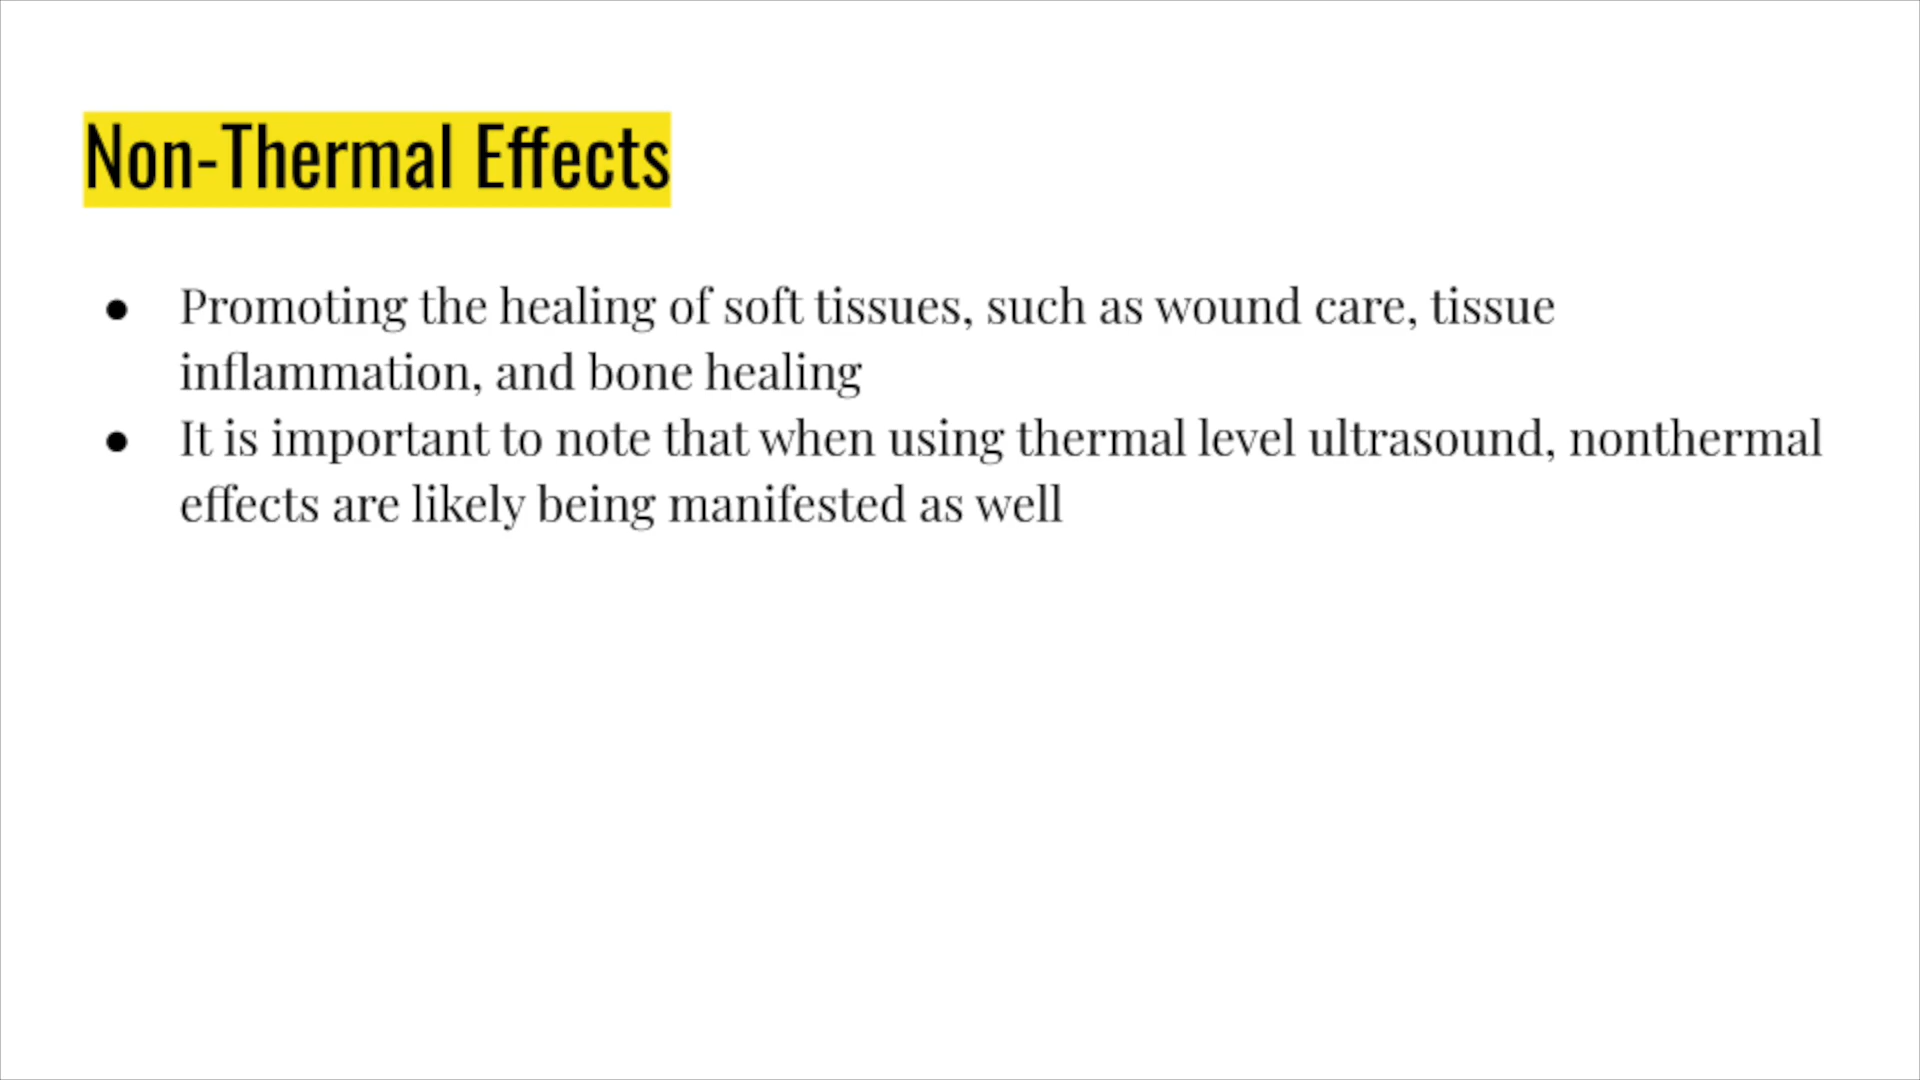 Non-Thermal Effects
● Promoting the healing of soft tissues, such as wound care, tissue
inflammation, and bone healing
● It is important to note that when using thermal level ultrasound, nonthermal
effects are likely being manifested as well